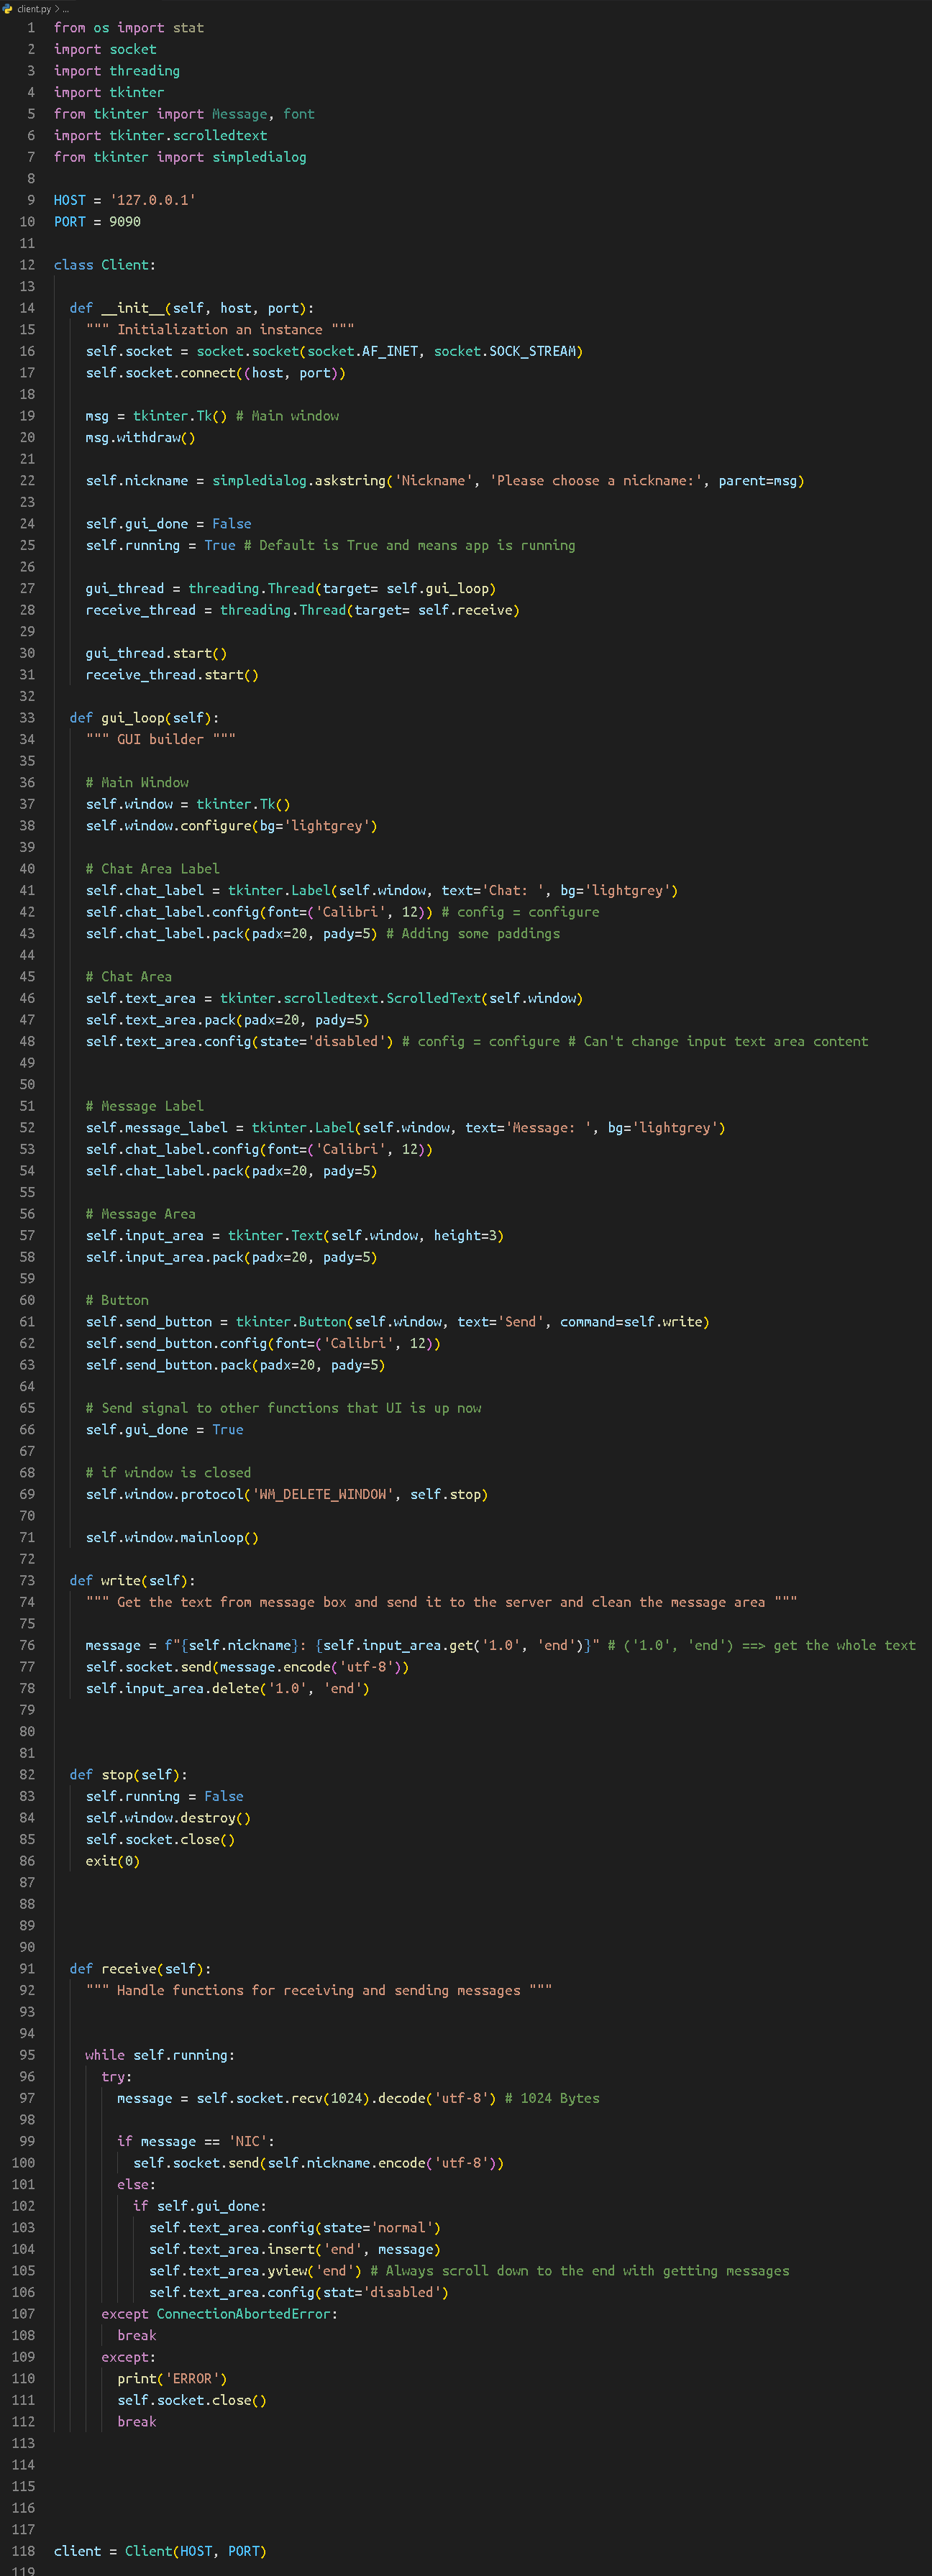 client.py > ...
1 from os import stat
2 import socket
3 import threading
4 import tkinter
5 from tkinter import Message, font
6 import tkinter.scrolledtext
7 from tkinter import simpledialog
8
9 HOST = '127.0.0.1'
10 PORT = 9090
11
12 class Client:
13
14   def __init__(self, host, port):
15     """ Initialization an instance """
16     self.socket = socket.socket(socket.AF_INET, socket.SOCK_STREAM)
17     self.socket.connect((host, port))
18
19     msg = tkinter.Tk() # Main window
20     msg.withdraw()
21
22     self.nickname = simpledialog.askstring('Nickname', 'Please choose a nickname:', parent=msg)
23
24     self.gui_done = False
25     self.running = True # Default is True and means app is running
26
27     gui_thread = threading.Thread(target= self.gui_loop)
28     receive_thread = threading.Thread(target= self.receive)
29
30     gui_thread.start()
31     receive_thread.start()
32
33   def gui_loop(self):
34     """ GUI builder """
35
36     # Main Window
37     self.window = tkinter.Tk()
38     self.window.configure(bg='lightgrey')
39
40     # Chat Area Label
41     self.chat_label = tkinter.Label(self.window, text='Chat: ', bg='lightgrey')
42     self.chat_label.config(font=('Calibri', 12)) # config = configure
43     self.chat_label.pack(padx=20, pady=5) # Adding some paddings
44
45     # Chat Area
46     self.text_area = tkinter.scrolledtext.ScrolledText(self.window)
47     self.text_area.pack(padx=20, pady=5)
48     self.text_area.config(state='disabled') # config = configure # Can't change input text area content
49
50
51     # Message Label
52     self.message_label = tkinter.Label(self.window, text='Message: ', bg='lightgrey')
53     self.chat_label.config(font=('Calibri', 12))
54     self.chat_label.pack(padx=20, pady=5)
55
56     # Message Area
57     self.input_area = tkinter.Text(self.window, height=3)
58     self.input_area.pack(padx=20, pady=5)
59
60     # Button
61     self.send_button = tkinter.Button(self.window, text='Send', command=self.write)
62     self.send_button.config(font=('Calibri', 12))
63     self.send_button.pack(padx=20, pady=5)
64
65     # Send signal to other functions that UI is up now
66     self.gui_done = True
67
68     # if window is closed
69     self.window.protocol('WM_DELETE_WINDOW', self.stop)
70
71     self.window.mainloop()
72
73   def write(self):
74     """ Get the text from message box and send it to the server and clean the message area """
75
76     message = f"{self.nickname}: {self.input_area.get('1.0', 'end')}" # ('1.0', 'end') ==> get the whole text
77     self.socket.send(message.encode('utf-8'))
78     self.input_area.delete('1.0', 'end')
79
80
81
82   def stop(self):
83     self.running = False
84     self.window.destroy()
85     self.socket.close()
86     exit(0)
87
88
89
90
91   def receive(self):
92     """ Handle functions for receiving and sending messages """
93
94
95     while self.running:
96       try:
97         message = self.socket.recv(1024).decode('utf-8') # 1024 Bytes
98
99         if message == 'NIC':
100           self.socket.send(self.nickname.encode('utf-8'))
101         else:
102           if self.gui_done:
103             self.text_area.config(state='normal')
104             self.text_area.insert('end', message)
105             self.text_area.yview('end') # Always scroll down to the end with getting messages
106             self.text_area.config(stat='disabled')
107       except ConnectionAbortedError:
108         break
109       except:
110         print('ERROR')
111         self.socket.close()
112         break
113
114
115
116
117
118 client = Client(HOST, PORT)
119